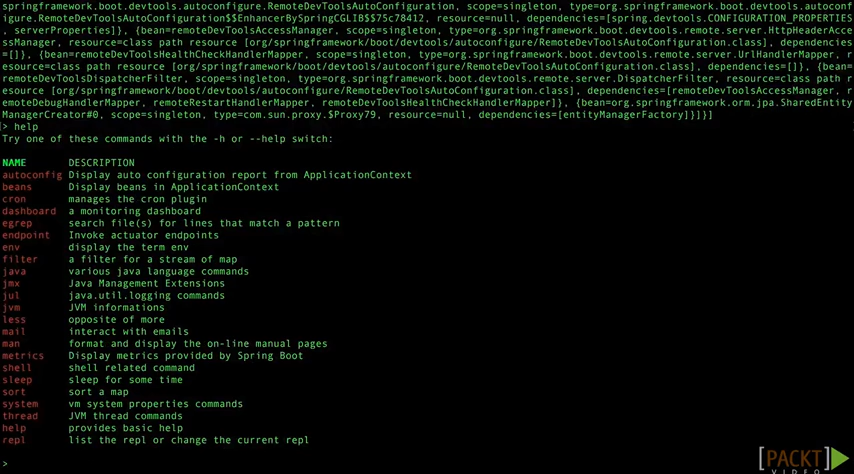 springframework.boot.devtools.autoconfigure.RemoteDevToolsAutoConfiguration, scope=singleton, type=org.springframework.boot.devtools.autoconf
igure.RemoteDevToolsAutoConfiguration$$EnhancerBySpringCGLIB$$75c78412, resource=null, dependencies=[spring.devtools.CONFIGURATION_PROPERTIES
, serverProperties]}, {bean=remoteDevToolsAccessManager, scope=singleton, type=org.springframework.boot.devtools.remote.server.HttpHeaderAcce
ssManager, resource=class path resource [org/springframework/boot/devtools/autoconfigure/RemoteDevToolsAutoConfiguration.class], dependencies
=[]}, {bean=remoteDevToolsHealthCheckHandlerMapper, scope=singleton, type=org.springframework.boot.devtools.remote.server.UrlHandlerMapper, r
esource=class path resource [org/springframework/boot/devtools/autoconfigure/RemoteDevToolsAutoConfiguration.class], dependencies=[]}, {bean=
remoteDevToolsDispatcherFilter, scope=singleton, type=org.springframework.boot.devtools.remote.server.DispatcherFilter, resource=class path r
esource [org/springframework/boot/devtools/autoconfigure/RemoteDevToolsAutoConfiguration.class], dependencies=[remoteDevToolsAccessManager, r
emoteDebugHandlerMapper, remoteRestartHandlerMapper, remoteDevToolsHealthCheckHandlerMapper]}, {bean=org.springframework.orm.jpa.SharedEntity
ManagerCreator#0, scope=singleton, type=com.sun.proxy.$Proxy79, resource=null, dependencies=[entityManagerFactory]}]}]
> help
Try one of these commands with the -h or --help switch:
NAME DESCRIPTION
autoconfig Display auto configuration report from ApplicationContext
beans Display beans in ApplicationContext
cron manages the cron plugin
dashboard a monitoring dashboard
egrep search file(s) for lines that match a pattern
endpoint Invoke actuator endpoints
env display the term env
filter a filter for a stream of map
java various java language commands
jmx Java Management Extensions
jul java.util.logging commands
jvm JVM informations
less opposite of more
mail interact with emails
man format and display the on-line manual pages
metrics Display metrics provided by Spring Boot
shell shell related command
sleep sleep for some time
sort sort a map
system vm system properties commands
thread JVM thread commands
help provides basic help
repl list the repl or change the current repl
>
[PACKT]
VIDEO